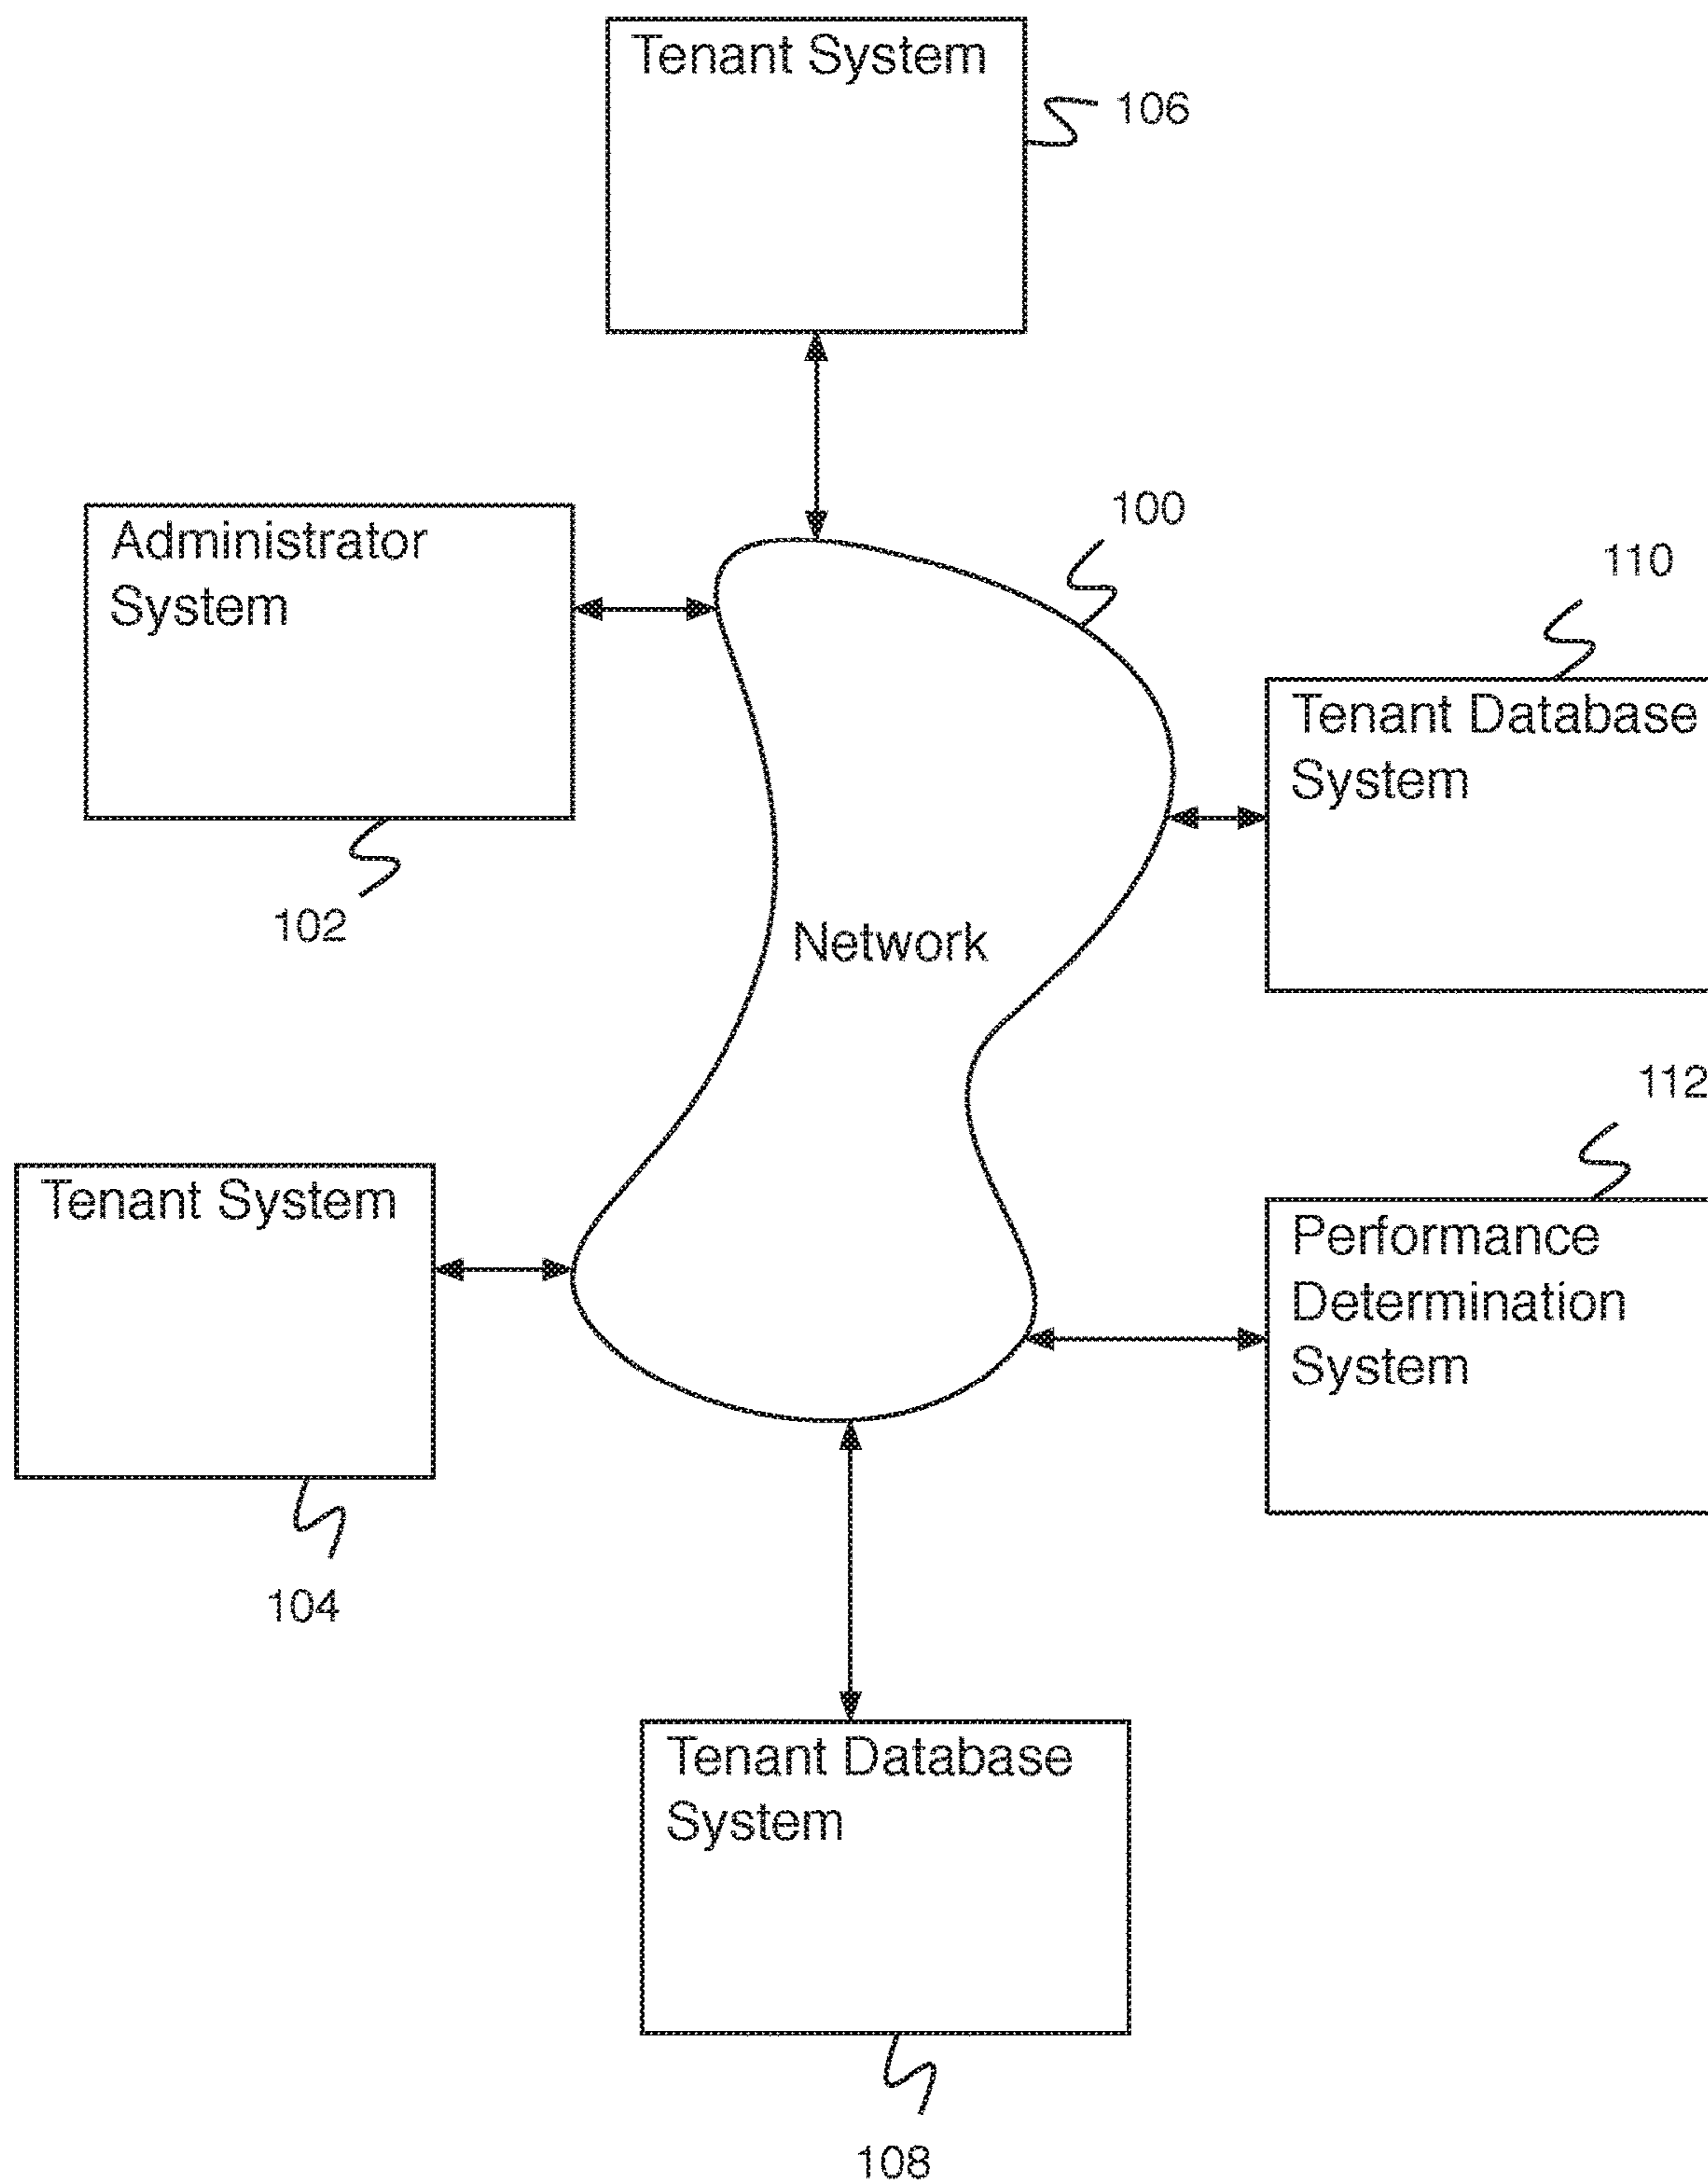 Tenant System
106
100
Administrator
System
110
Tenant Database
System
102
Network
112
Tenant System
Performance
Determination
System
104
Tenant Database
System
108